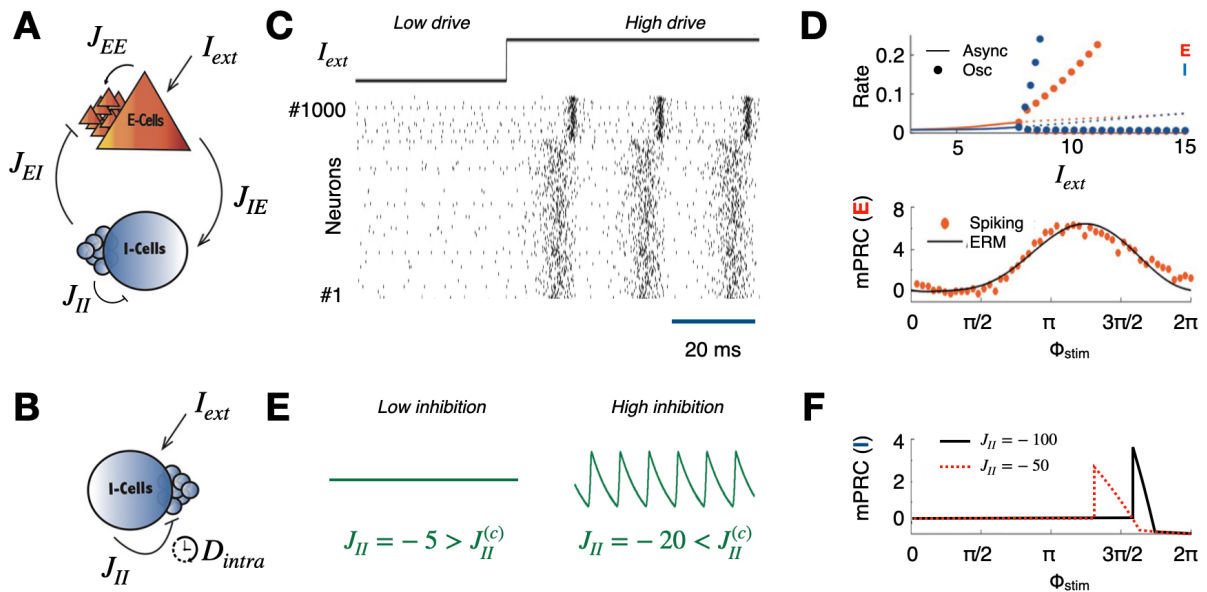 A
J_EE
I_ext
E-Cells
J_EI
J_IE
I-Cells
J_II
B
I_ext
I-Cells
J_II
D_intra
C
Low drive
High drive
I_ext
#1000
Neurons
#1
20 ms
D
Rate
0.2
0.1
0
Async
Osc
E
I
5
10
15
I_ext
mPRC (E)
8
4
0
Spiking
ERM
0
π/2
π
3π/2
2π
Φ_stim
E
Low inhibition
High inhibition
J_II = − 5 > J_II^(c)
J_II = − 20 < J_II^(c)
F
mPRC (I)
4
2
0
J_II = − 100
J_II = − 50
0
π/2
π
3π/2
2π
Φ_stim